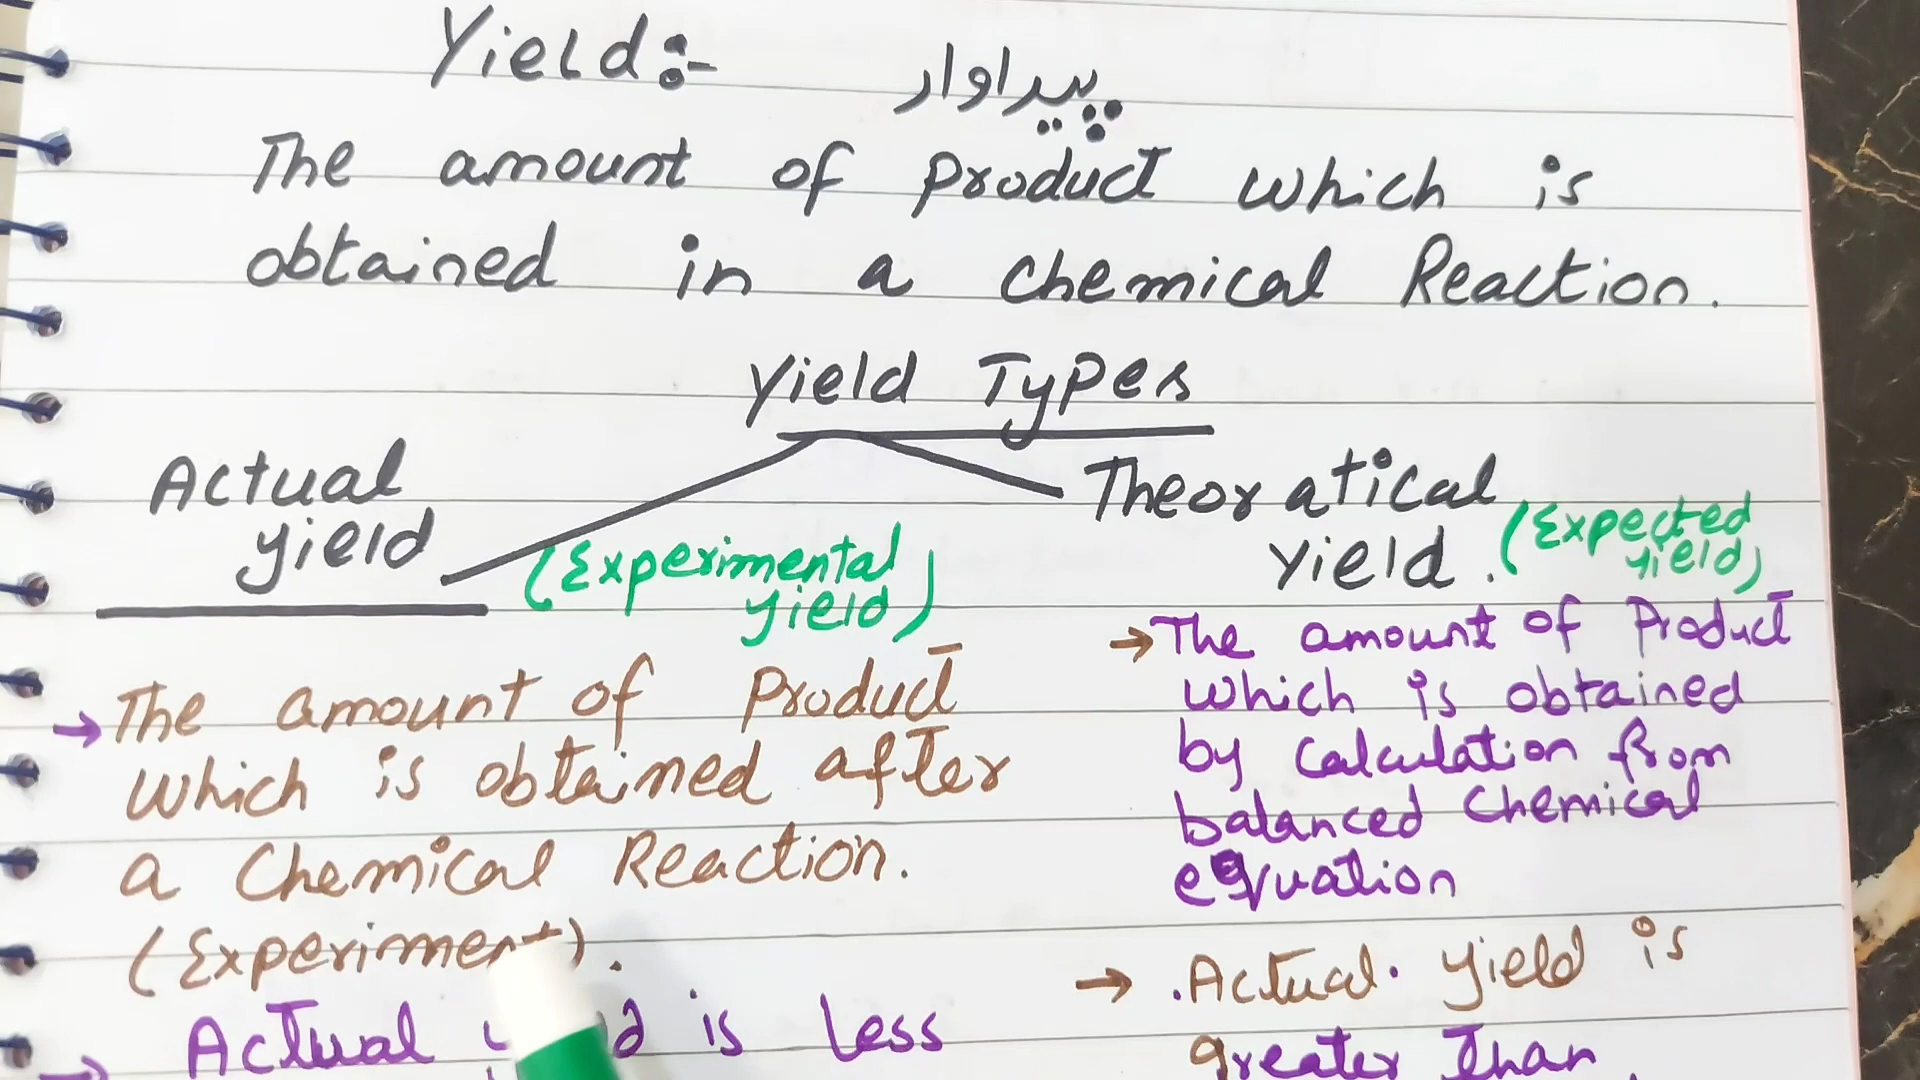 Yield:-
پیداوار
The amount of product which is
obtained in a chemical Reaction.
Yield Types
Actual
yield
(Experimental
yield)
The amount of Product
which is obtained after
a Chemical Reaction.
(Experiment).
Actual is less
Theoratical
yield.
(Expected
yield)
The amount of Product
which is obtained
by Calculation from
balanced Chemical
equation
Actual. Yield is
greater than